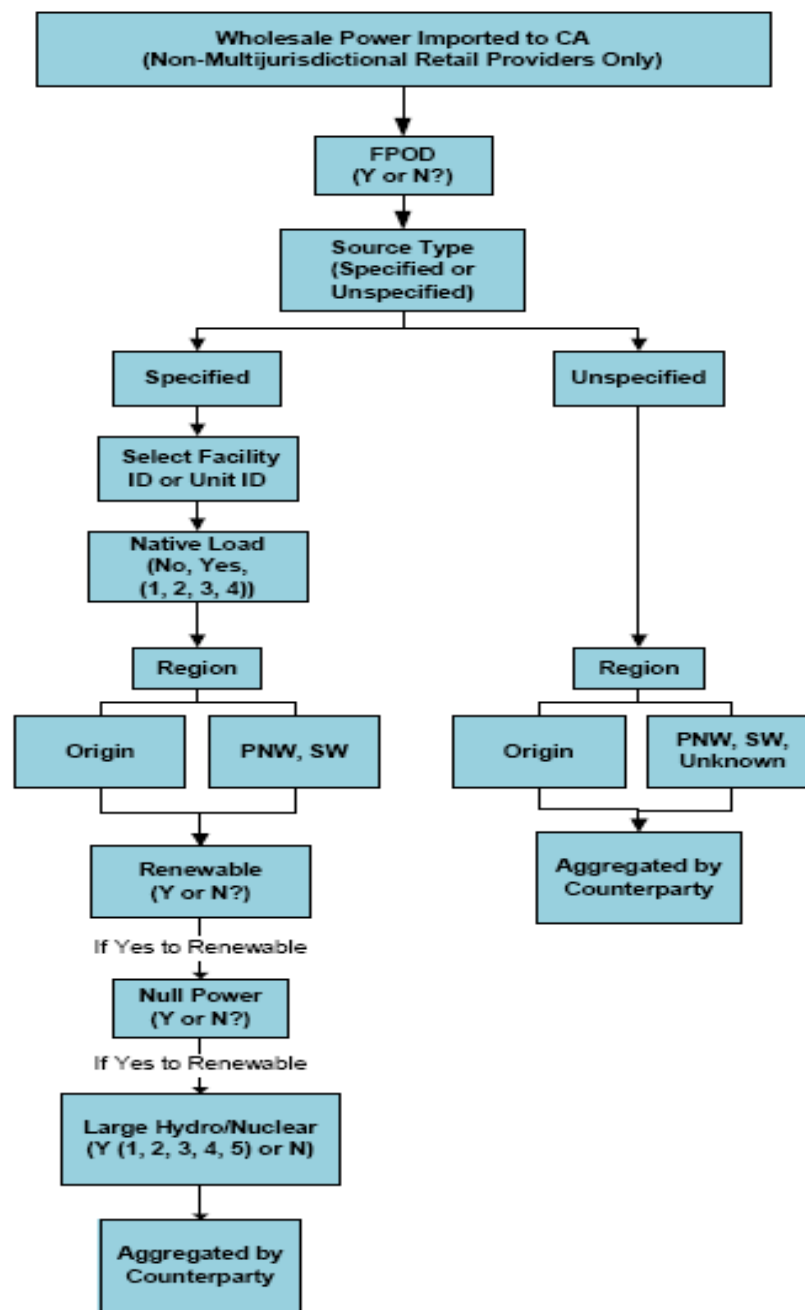 Wholesale Power Imported to CA
(Non-Multijurisdictional Retail Providers Only)
FPOD
(Y or N?)
Source Type
(Specified or
Unspecified)
Specified
Unspecified
Select Facility
ID or Unit ID
Native Load
(No, Yes,
(1, 2, 3, 4))
Region
Region
Origin
PNW, SW
Origin
PNW, SW,
Unknown
Renewable
(Y or N?)
Aggregated by
Counterparty
If Yes to Renewable
Null Power
(Y or N?)
If Yes to Renewable
Large Hydro/Nuclear
(Y (1, 2, 3, 4, 5) or N)
Aggregated by
Counterparty